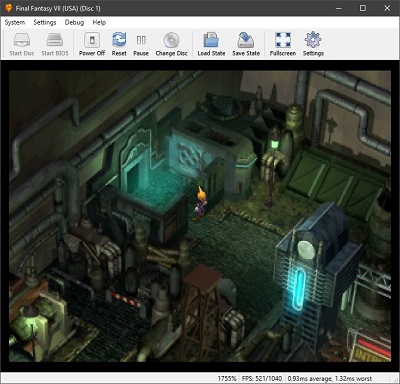 Final Fantasy VII (USA) (Disc 1)
System Settings Debug Help
Start Disc Start BIOS Power Off Reset Pause Change Disc Load State Save State Fullscreen Settings
1755% FPS: 521/1040 0.93ms average, 1.32ms worst